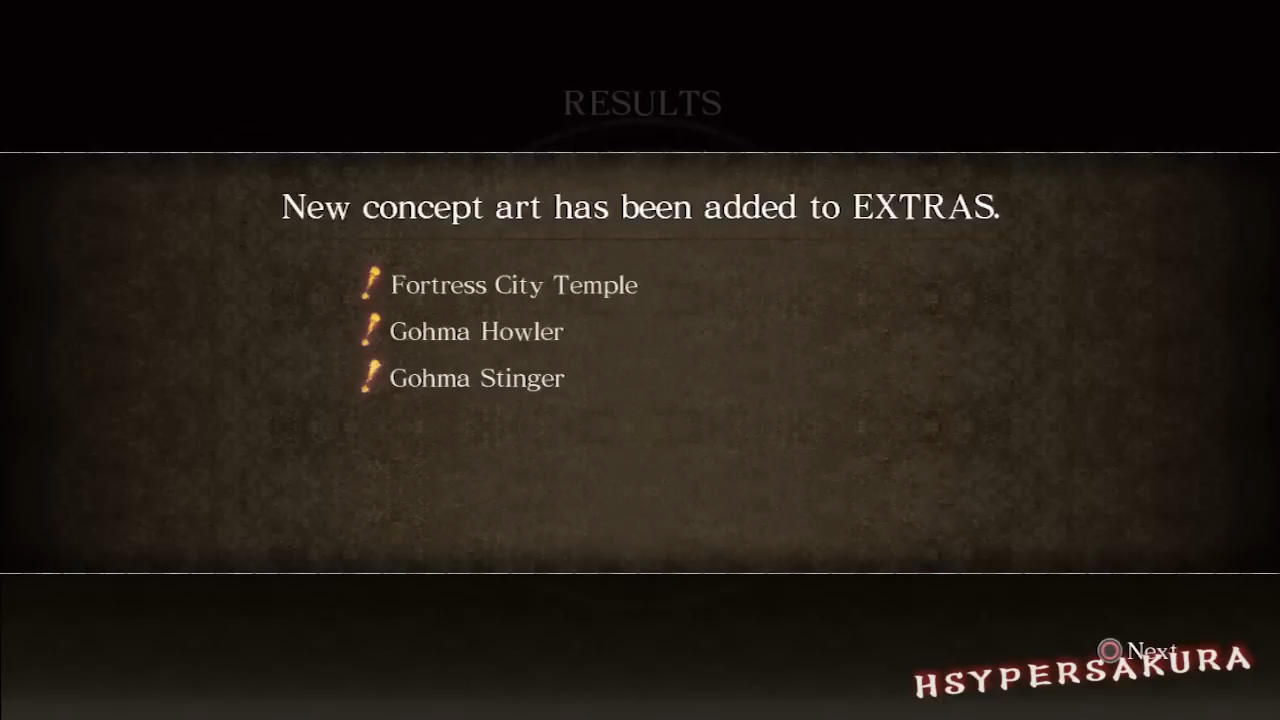 RESULTS
New concept art has been added to EXTRAS.
Fortress City Temple
Gohma Howler
Gohma Stinger
Next
HSYPERSAKURA